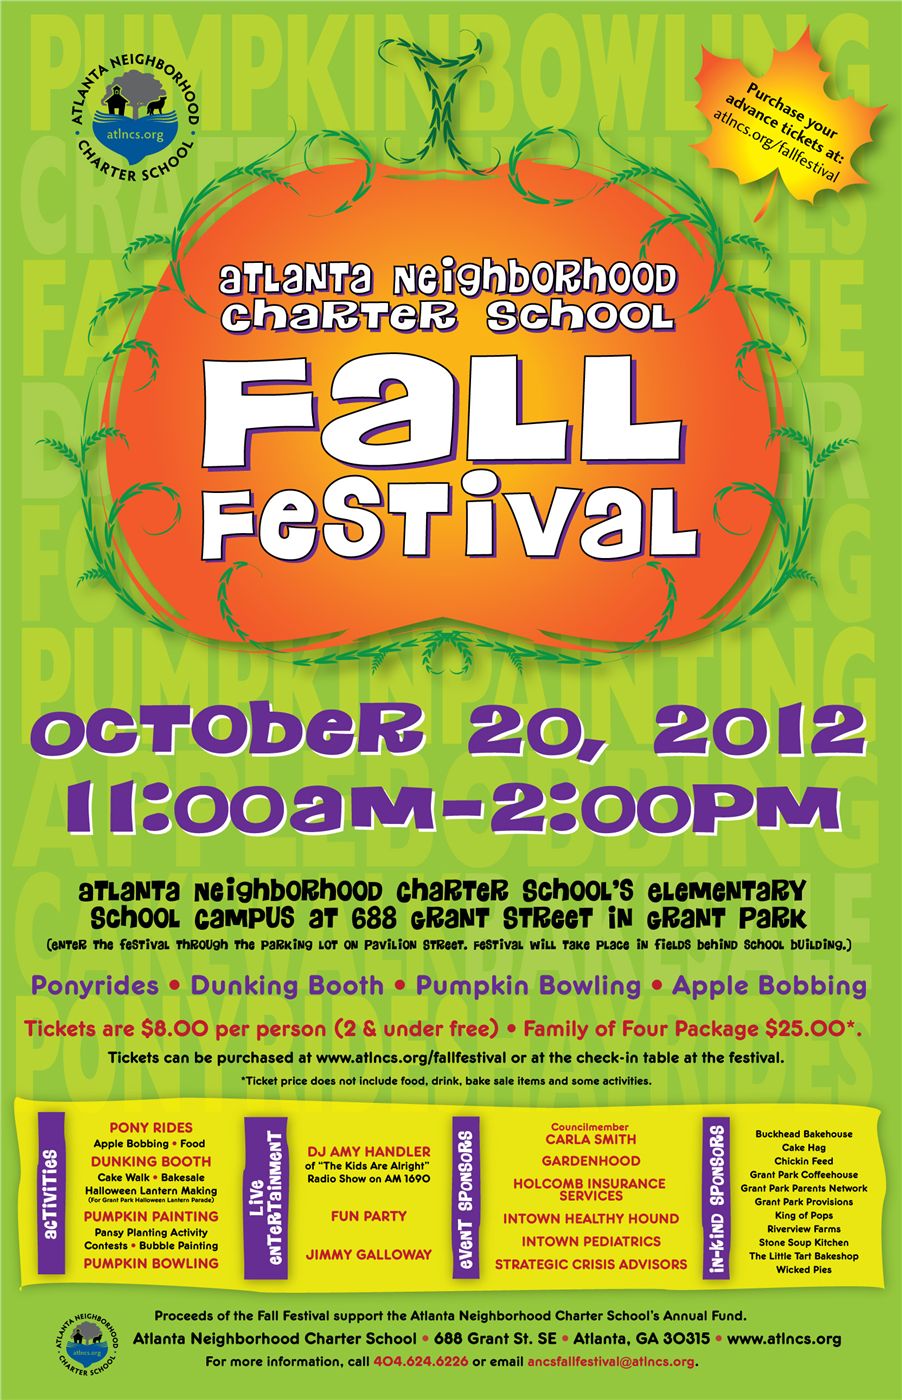 ATLANTA NEIGHBORHOOD
atlncs.org
CHARTER SCHOOL
Purchase your
advance tickets at:
atlncs.org/fallfestival
ATLANTA NEIGHBORHOOD
CHARTER SCHOOL
FALL
FESTIVAL
PUMPKINBOWLING
PUMPKINPAINTING
APPLEBOBBING
PONYRIDESHAYRIDES
OCTOBER 20, 2012
11:00AM-2:00PM
ATLANTA NEIGHBORHOOD CHARTER SCHOOL'S ELEMENTARY
SCHOOL CAMPUS AT 688 GRANT STREET IN GRANT PARK
(ENTER THE FESTIVAL THROUGH THE PARKING LOT ON PAVILION STREET. FESTIVAL WILL TAKE PLACE IN FIELDS BEHIND SCHOOL BUILDING.)
Ponyrides • Dunking Booth • Pumpkin Bowling • Apple Bobbing
Tickets are $8.00 per person (2 & under free) • Family of Four Package $25.00*.
Tickets can be purchased at www.atlncs.org/fallfestival or at the check-in table at the festival.
*Ticket price does not include food, drink, bake sale items and some activities.
ACTIVITIES
PONY RIDES
Apple Bobbing • Food
DUNKING BOOTH
Cake Walk • Bakesale
Halloween Lantern Making
(For Grant Park Halloween Lantern Parade)
PUMPKIN PAINTING
Pansy Planting Activity
Contests • Bubble Painting
PUMPKIN BOWLING
LIVE
ENTERTAINMENT
DJ AMY HANDLER
of "The Kids Are Alright"
Radio Show on AM 1690
FUN PARTY
JIMMY GALLOWAY
EVENT SPONSORS
Councilmember
CARLA SMITH
GARDENHOOD
HOLCOMB INSURANCE
SERVICES
INTOWN HEALTHY HOUND
INTOWN PEDIATRICS
STRATEGIC CRISIS ADVISORS
IN-KIND SPONSORS
Buckhead Bakehouse
Cake Hag
Chickin Feed
Grant Park Coffeehouse
Grant Park Parents Network
Grant Park Provisions
King of Pops
Riverview Farms
Stone Soup Kitchen
The Little Tart Bakeshop
Wicked Pies
ATLANTA NEIGHBORHOOD
atlncs.org
CHARTER SCHOOL
Proceeds of the Fall Festival support the Atlanta Neighborhood Charter School's Annual Fund.
Atlanta Neighborhood Charter School • 688 Grant St. SE • Atlanta, GA 30315 • www.atlncs.org
For more information, call 404.624.6226 or email ancsfallfestival@atlncs.org.